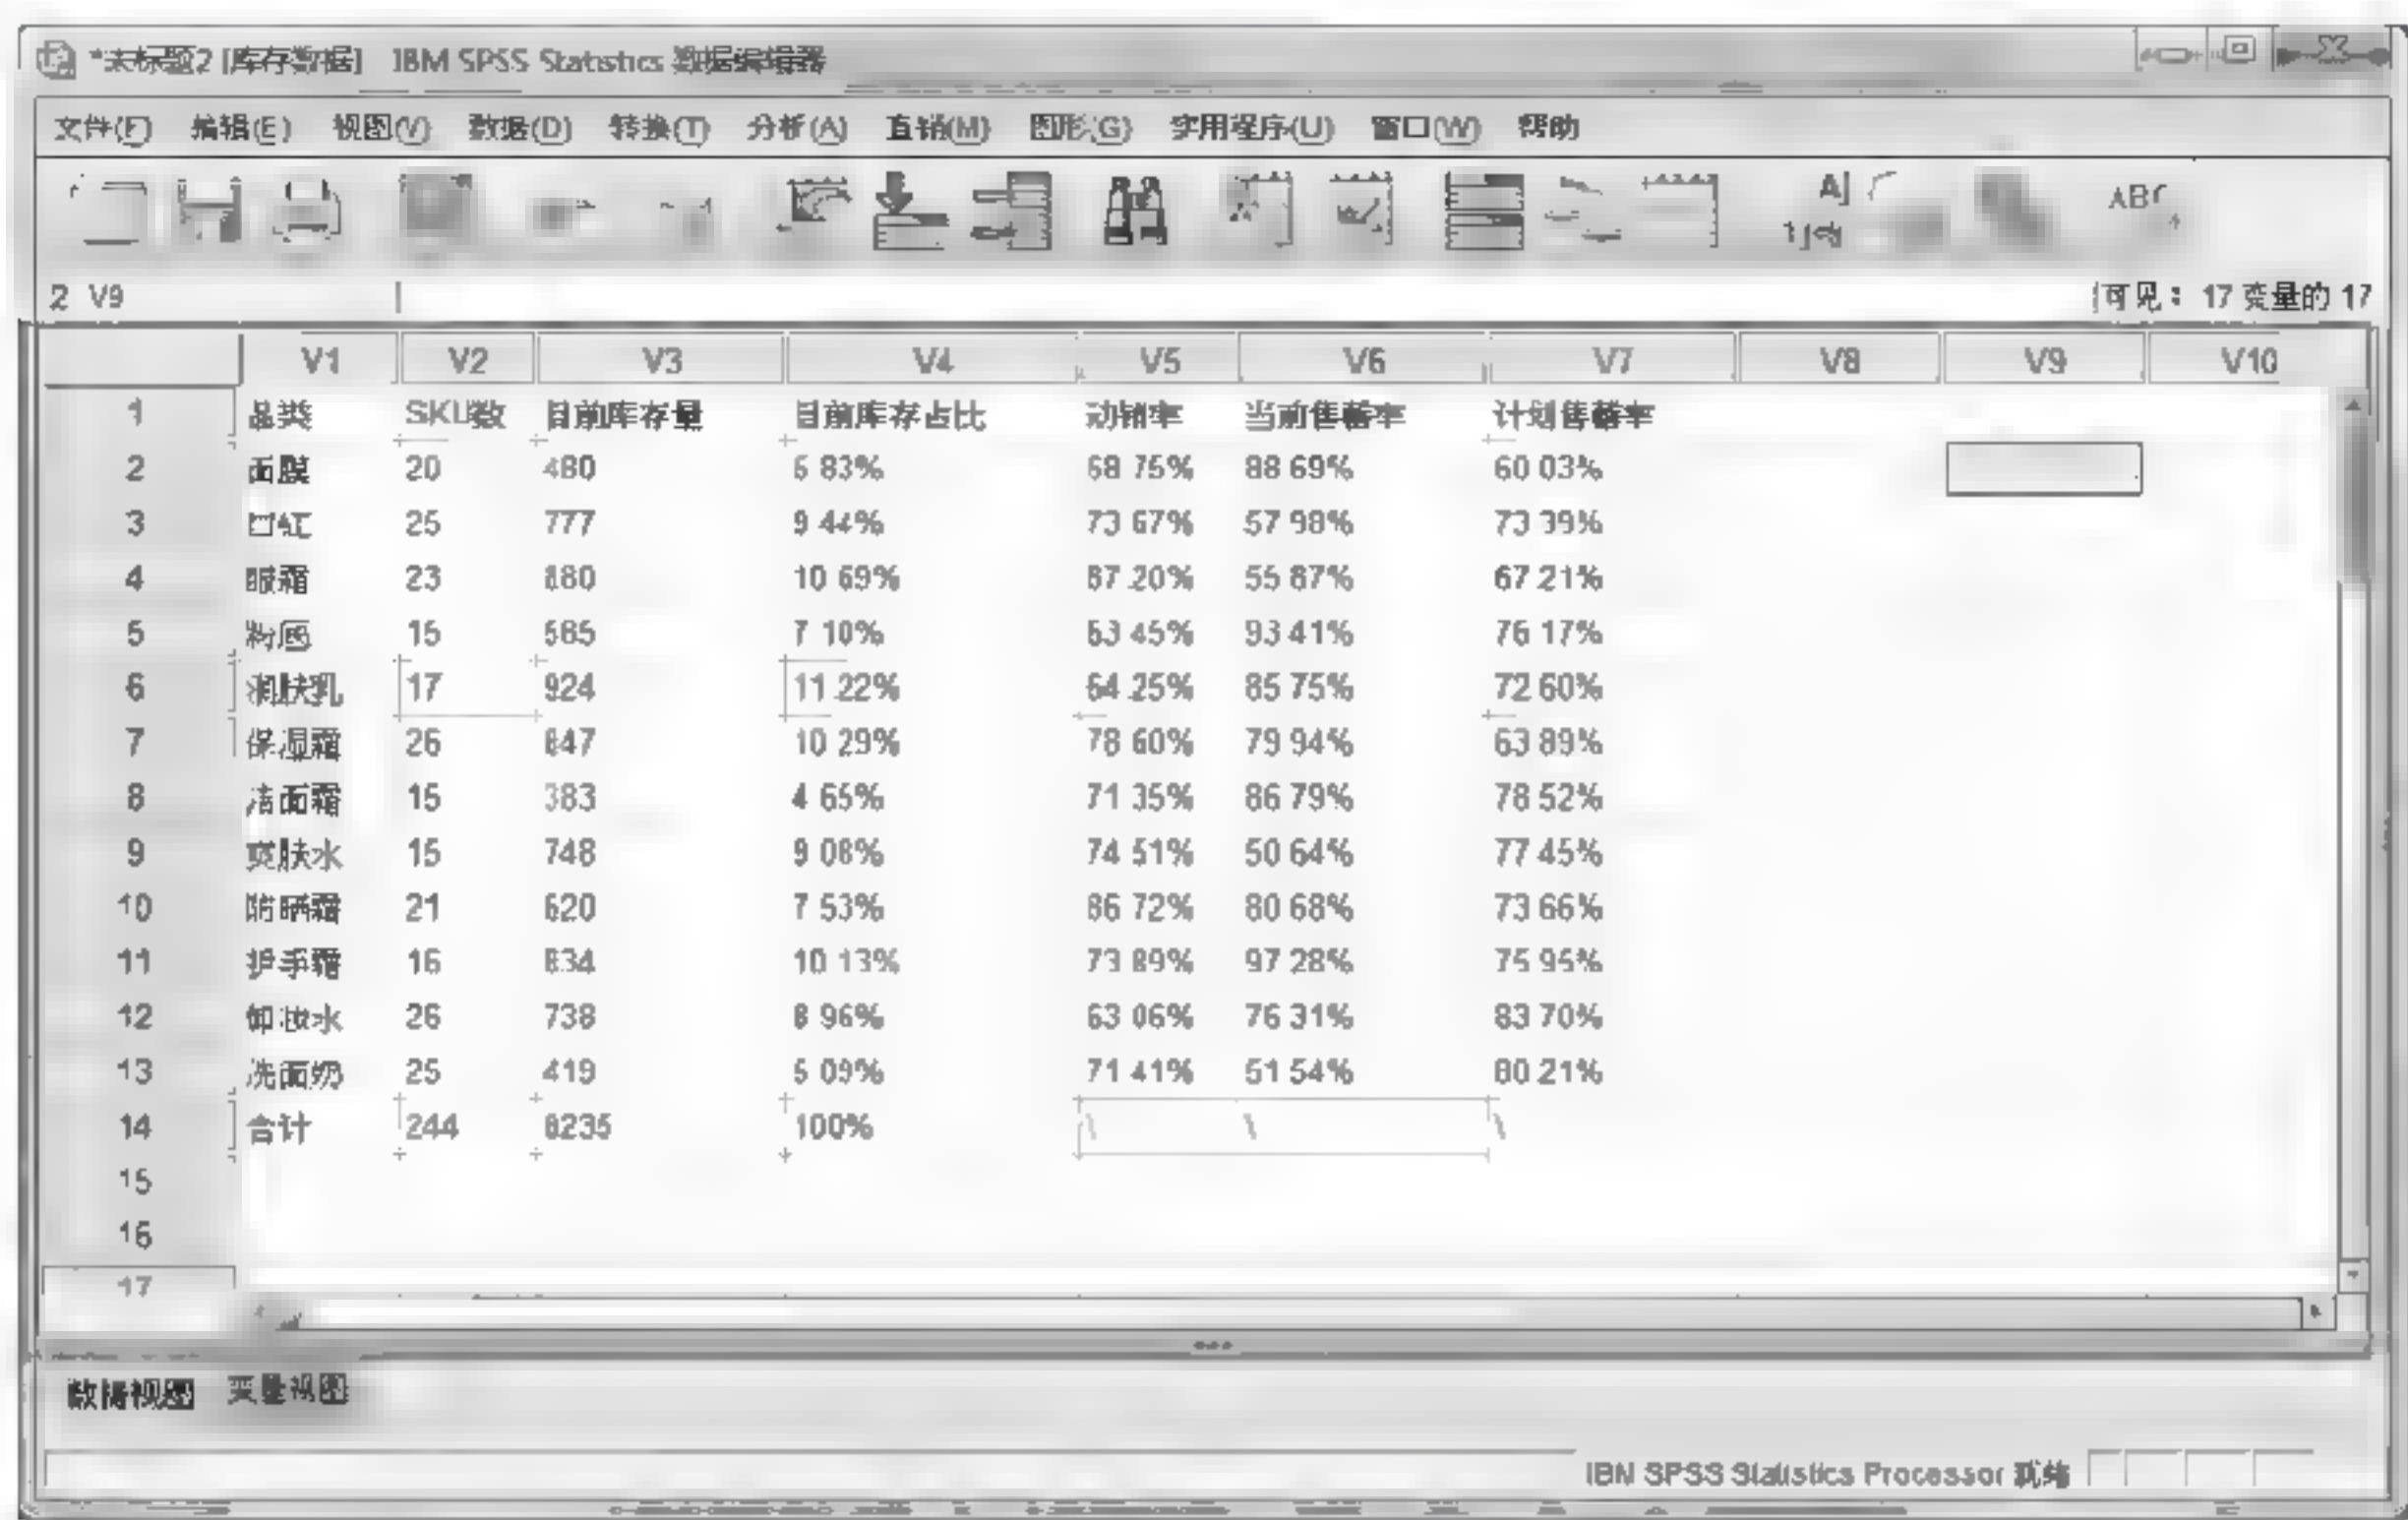 *未标题2 [库存数据] IBM SPSS Statistics 数据编辑器
文件(F) 编辑(E) 视图(V) 数据(D) 转换(T) 分析(A) 直销(M) 图形(G) 实用程序(U) 窗口(W) 帮助
2 V9 可见: 17 变量的 17
V1 V2 V3 V4 V5 V6 V7 V8 V9 V10
1 品类 SKU数 目前库存量 目前库存占比 动销率 当前售罄率 计划售罄率
2 面膜 20 480 5.83% 68.75% 88.69% 60.03%
3 口红 25 777 9.44% 73.67% 57.98% 73.39%
4 眼霜 23 880 10.69% 87.20% 55.87% 67.21%
5 粉底 15 585 7.10% 63.45% 93.41% 76.17%
6 润肤乳 17 924 11.22% 64.25% 85.75% 72.60%
7 保湿霜 26 847 10.29% 78.60% 79.94% 63.89%
8 洁面霜 15 383 4.65% 71.35% 86.79% 78.52%
9 爽肤水 15 748 9.08% 74.51% 50.64% 77.45%
10 防晒霜 21 620 7.53% 86.72% 80.68% 73.66%
11 护手霜 16 834 10.13% 73.89% 97.28% 75.95%
12 卸妆水 26 738 8.96% 63.06% 76.31% 83.70%
13 洗面奶 25 419 5.09% 71.41% 51.54% 80.21%
14 合计 244 8235 100% \ \ \
15
16
17
数据视图 变量视图
IBM SPSS Statistics Processor 就绪